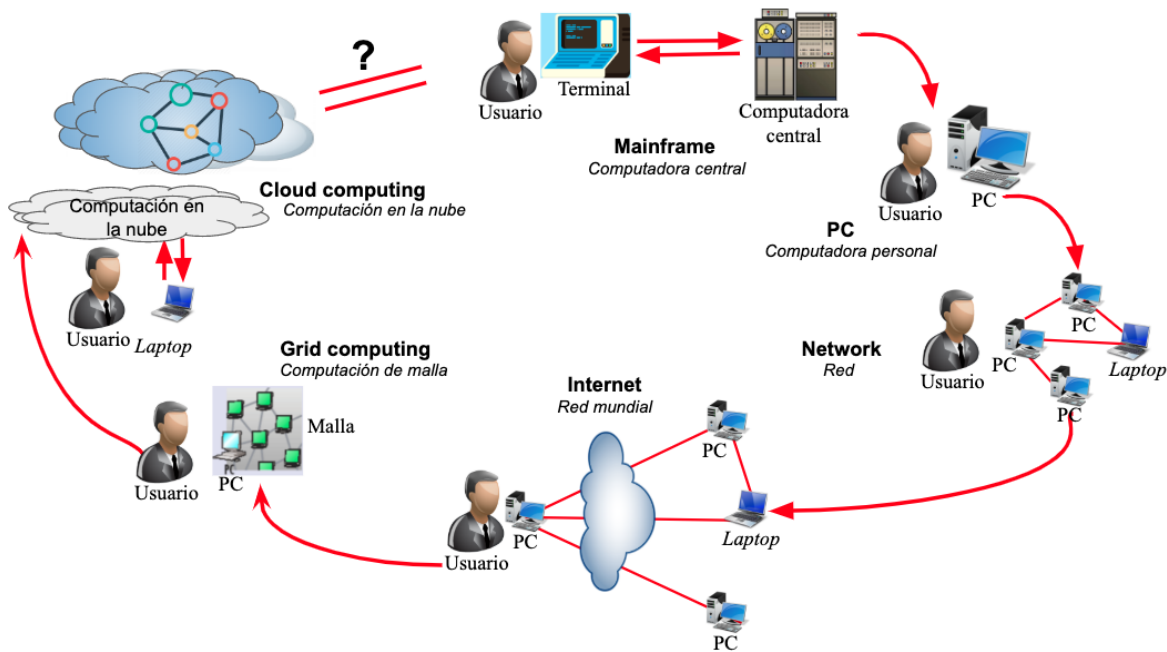 ?
Usuario
Terminal
Computadora
central
Mainframe
Computadora central
Usuario
PC
PC
Computadora personal
Cloud computing
Computación en la nube
Computación en
la nube
Usuario
Laptop
Network
Red
Usuario
PC
PC
Laptop
PC
Grid computing
Computación de malla
Malla
Usuario
PC
PC
Internet
Red mundial
Usuario
PC
PC
Laptop
PC